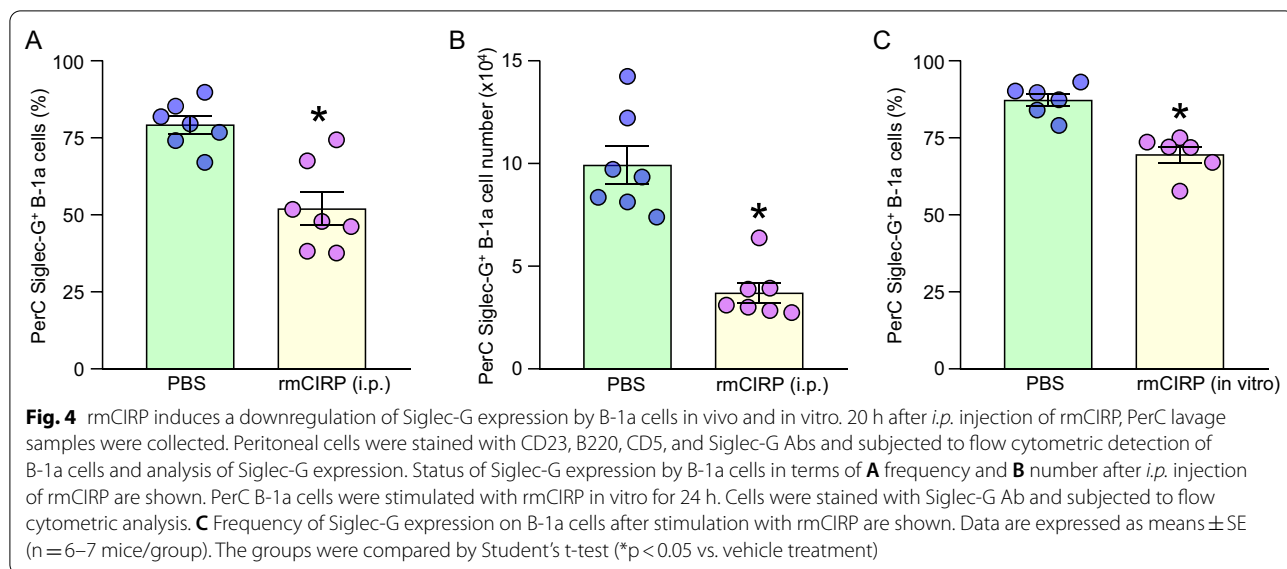 A
100
75
50
25
0
PerC Siglec-G⁺ B-1a cells (%)
*
PBS
rmCIRP (i.p.)
B
15
10
5
0
PerC Siglec-G⁺ B-1a cell number (x10⁴)
*
PBS
rmCIRP (i.p.)
C
100
75
50
25
0
PerC Siglec-G⁺ B-1a cells (%)
*
PBS
rmCIRP (in vitro)
Fig. 4 rmCIRP induces a downregulation of Siglec-G expression by B-1a cells in vivo and in vitro. 20 h after i.p. injection of rmCIRP, PerC lavage
samples were collected. Peritoneal cells were stained with CD23, B220, CD5, and Siglec-G Abs and subjected to flow cytometric detection of
B-1a cells and analysis of Siglec-G expression. Status of Siglec-G expression by B-1a cells in terms of A frequency and B number after i.p. injection
of rmCIRP are shown. PerC B-1a cells were stimulated with rmCIRP in vitro for 24 h. Cells were stained with Siglec-G Ab and subjected to flow
cytometric analysis. C Frequency of Siglec-G expression on B-1a cells after stimulation with rmCIRP are shown. Data are expressed as means ± SE
(n = 6–7 mice/group). The groups were compared by Student's t-test (*p < 0.05 vs. vehicle treatment)